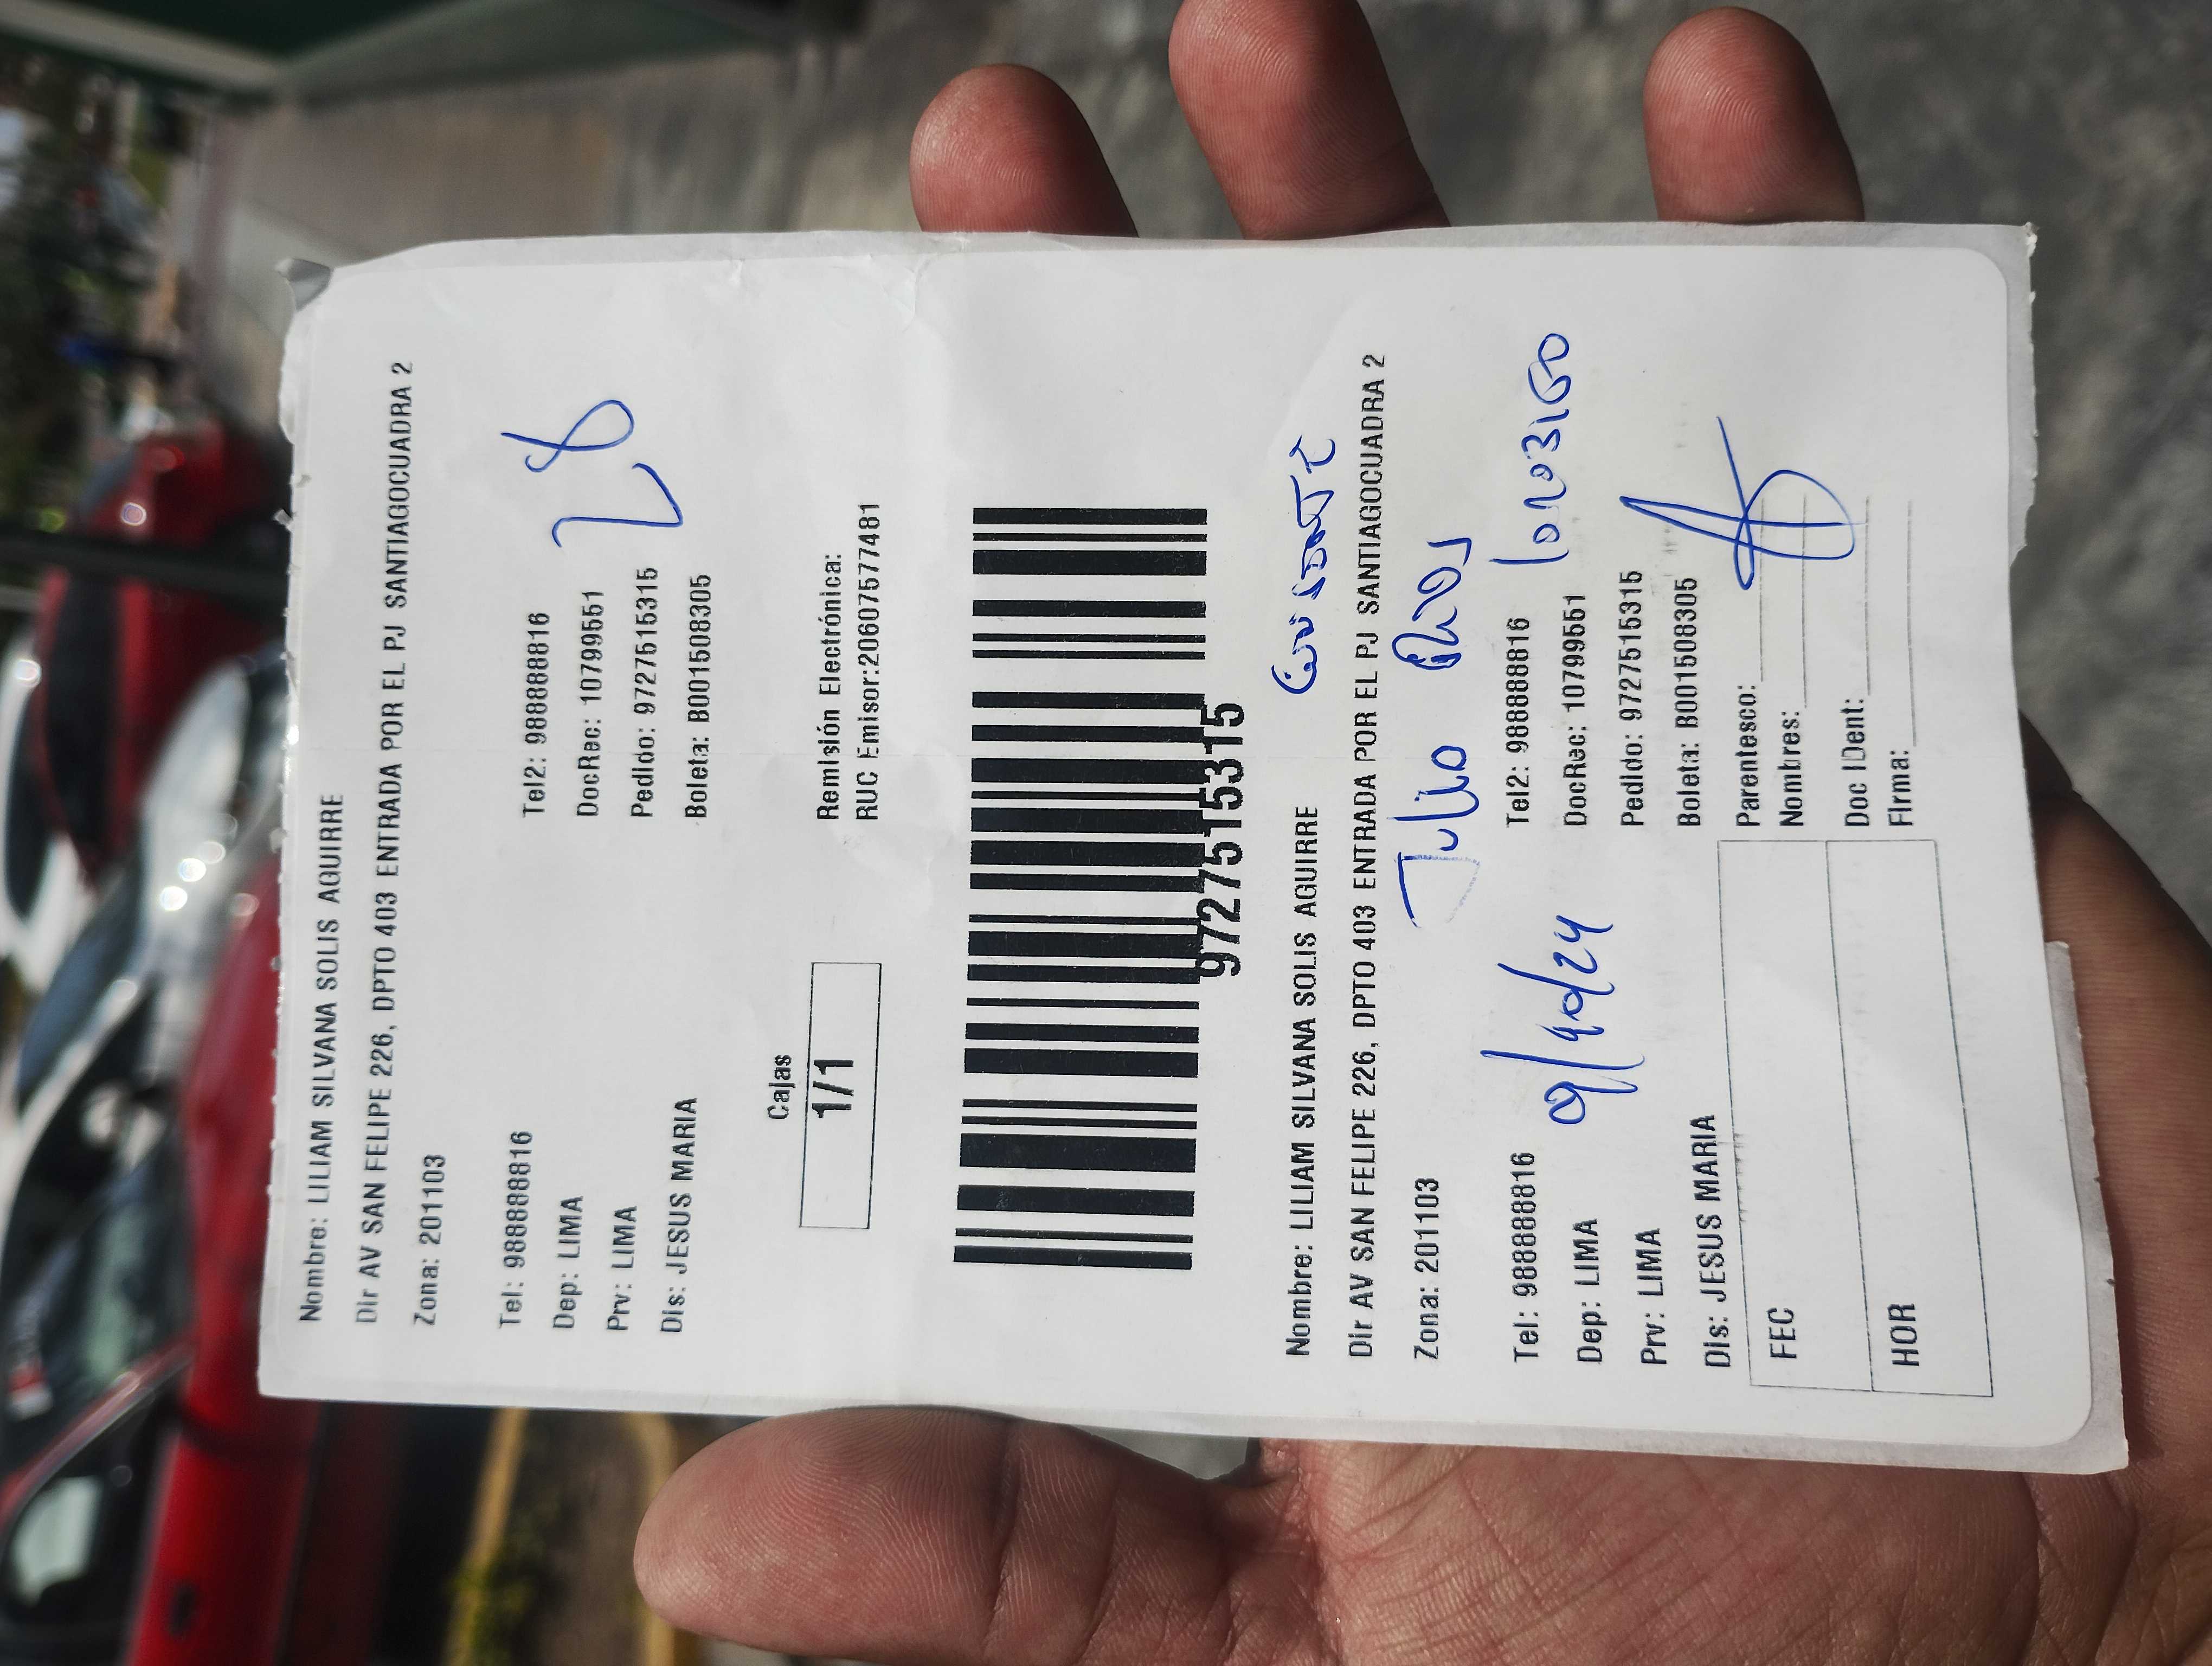 Nombre: LILIAM SILVANA SOLIS AGUIRRE
Dir AV SAN FELIPE 226, DPTO 403 ENTRADA POR EL PJ SANTIAGOCUADRA 2
Zona: 201103
Tel: 988888816 Tel2: 988888816
Dep: LIMA DocRec: 10799551
Prv: LIMA Pedido: 9727515315
Dis: JESUS MARIA Boleta: B001508305
28
Cajas
1/1
Remisión Electrónica:
RUC Emisor:20607577481
9727515315
Nombre: LILIAM SILVANA SOLIS AGUIRRE
Dir AV SAN FELIPE 226, DPTO 403 ENTRADA POR EL PJ SANTIAGOCUADRA 2
Zona: 201103 Julio Rios
Tel: 988888816 Tel2: 988888816
Dep: LIMA DocRec: 10799551
Prv: LIMA Pedido: 9727515315
Dis: JESUS MARIA Boleta: B001508305
FEC Parentesco:
Nombres:
HOR Doc IDent:
Firma: